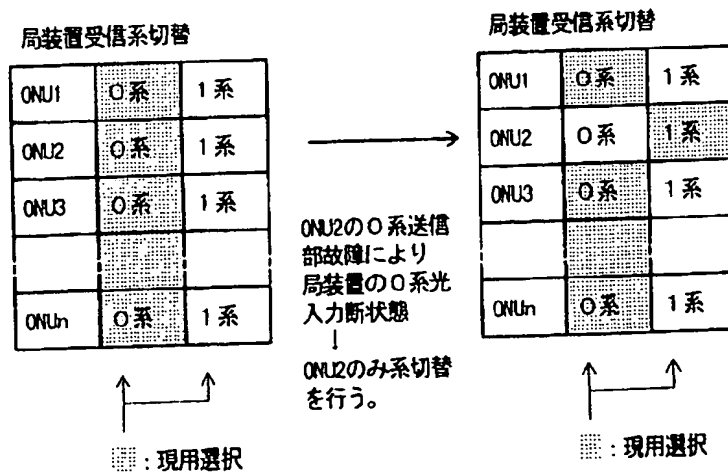 局装置受信系切替
ONU1 0系 1系
ONU2 0系 1系
ONU3 0系 1系
ONUn 0系 1系
:現用選択
ONU2の0系送信
部故障により
局装置の0系光
入力断状態
↓
ONU2のみ系切替
を行う。
局装置受信系切替
ONU1 0系 1系
ONU2 0系 1系
ONU3 0系 1系
ONUn 0系 1系
:現用選択